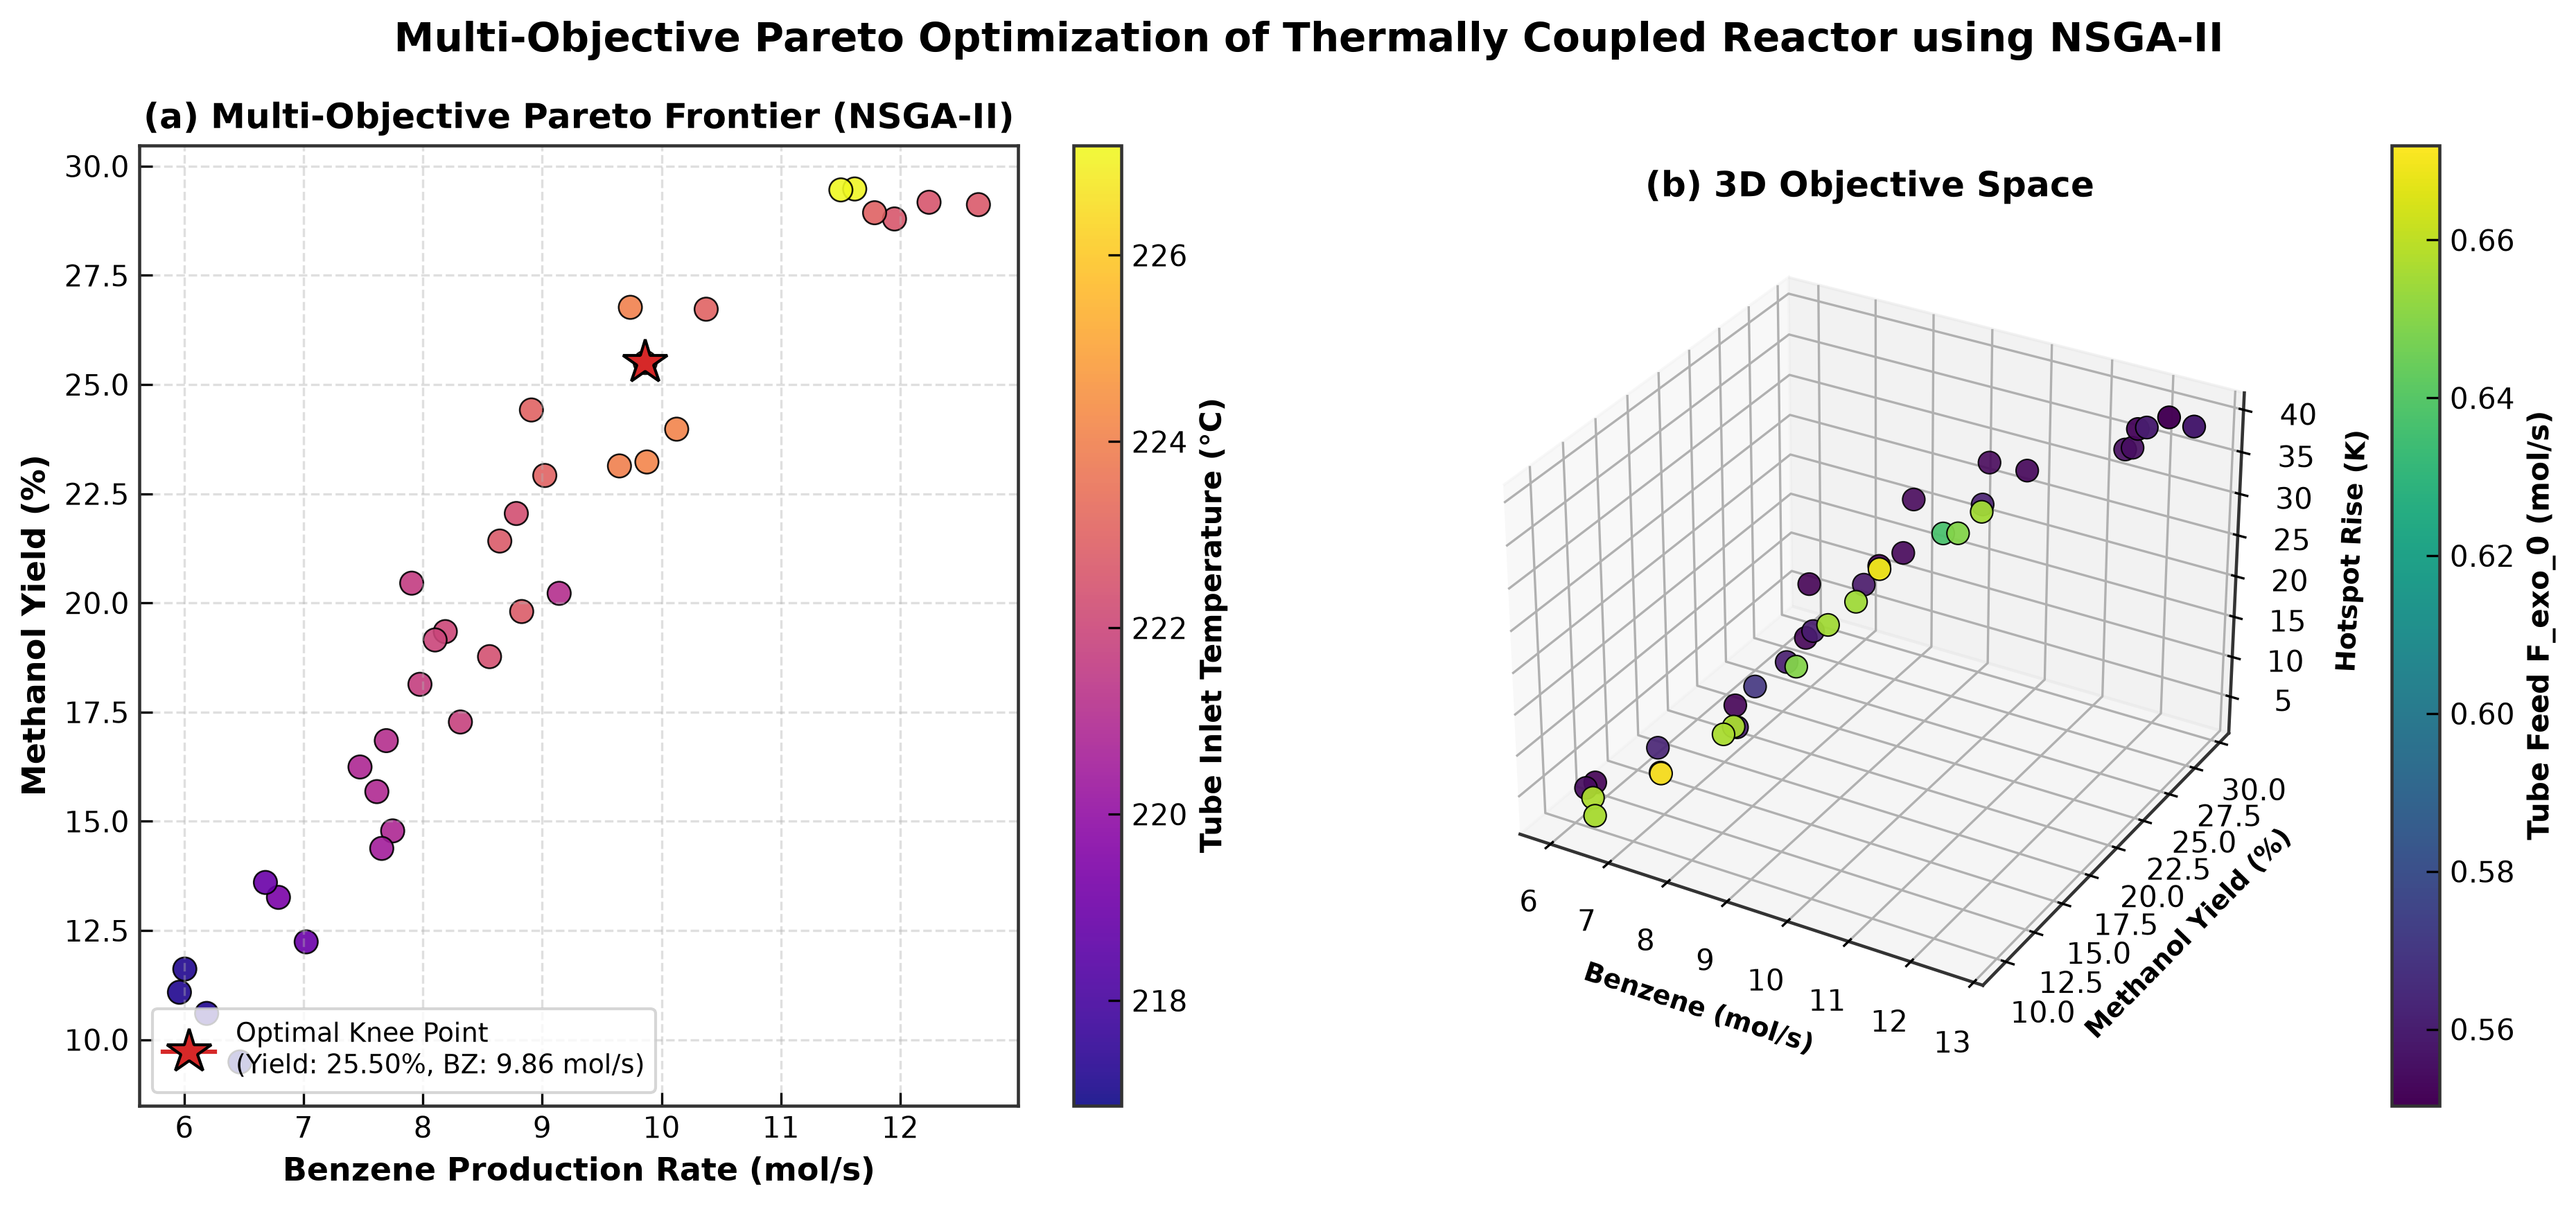 Multi-Objective Pareto Optimization of Thermally Coupled Reactor using NSGA-II
(a) Multi-Objective Pareto Frontier (NSGA-II)
30.0
27.5
25.0
22.5
20.0
17.5
15.0
12.5
10.0
Methanol Yield (%)
6 7 8 9 10 11 12
Benzene Production Rate (mol/s)
Optimal Knee Point
(Yield: 25.50%, BZ: 9.86 mol/s)
226
224
222
220
218
Tube Inlet Temperature (°C)
(b) 3D Objective Space
40
35
30
25
20
15
10
5
Hotspot Rise (K)
30.0
27.5
25.0
22.5
20.0
17.5
15.0
12.5
10.0
Methanol Yield (%)
6 7 8 9 10 11 12 13
Benzene (mol/s)
0.66
0.64
0.62
0.60
0.58
0.56
Tube Feed F_exo_0 (mol/s)